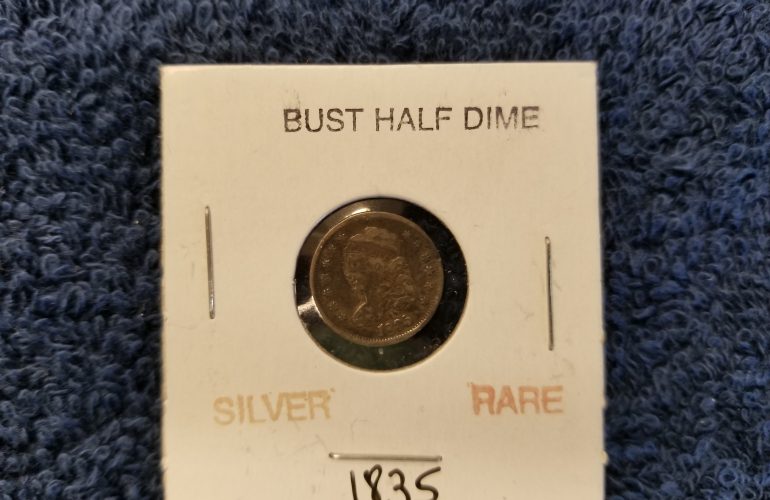 BUST HALF DIME
SILVER RARE
1835